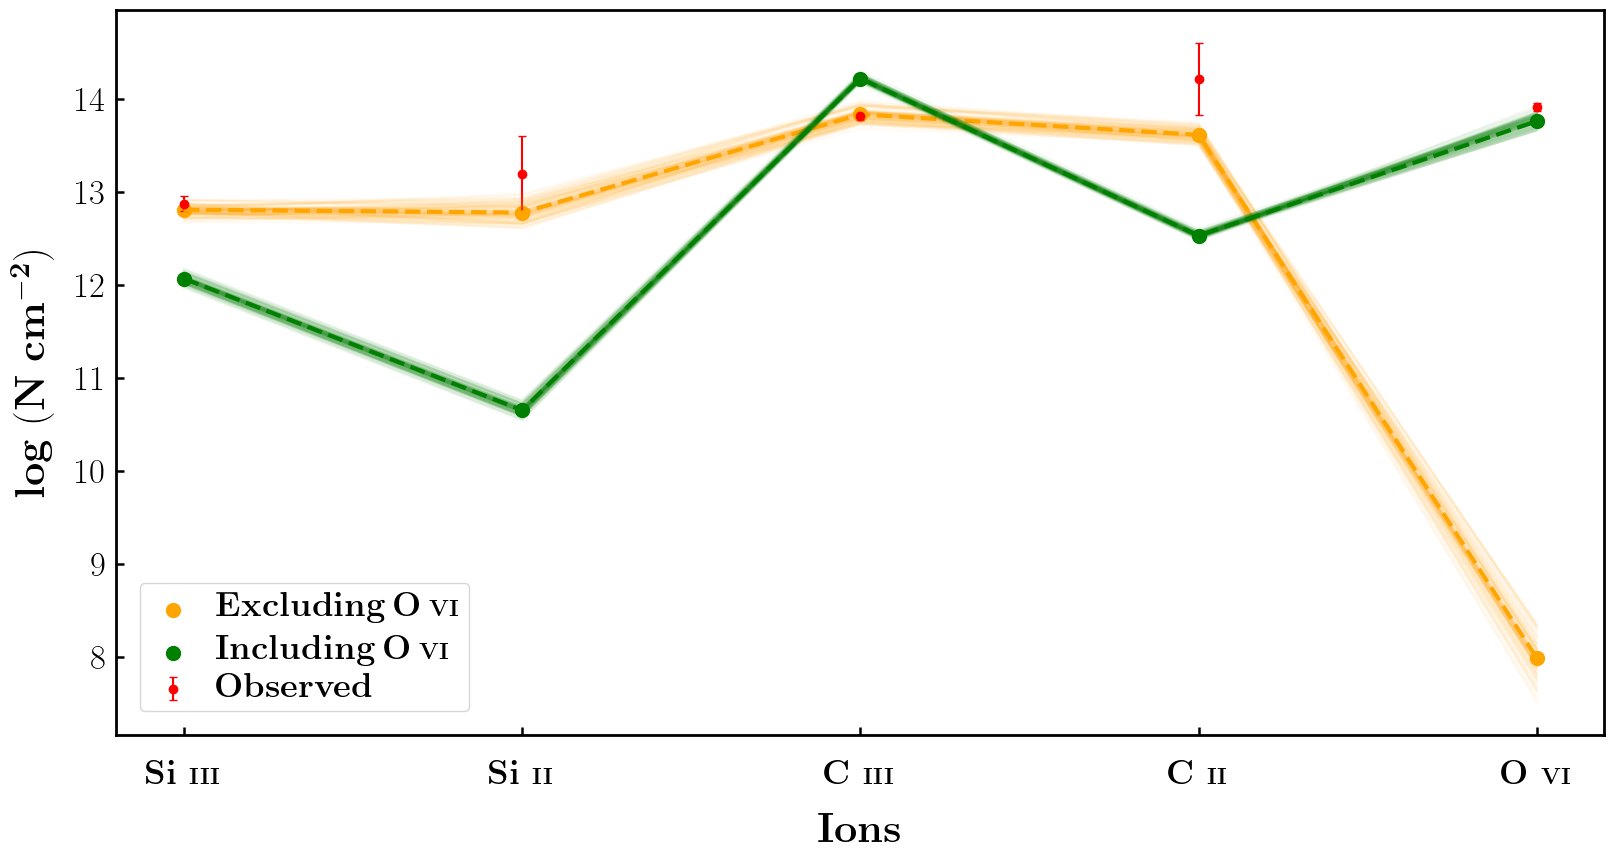 log (N cm⁻²)
14
13
12
11
10
9
8
Excluding O VI
Including O VI
Observed
Si III Si II C III C II O VI
Ions